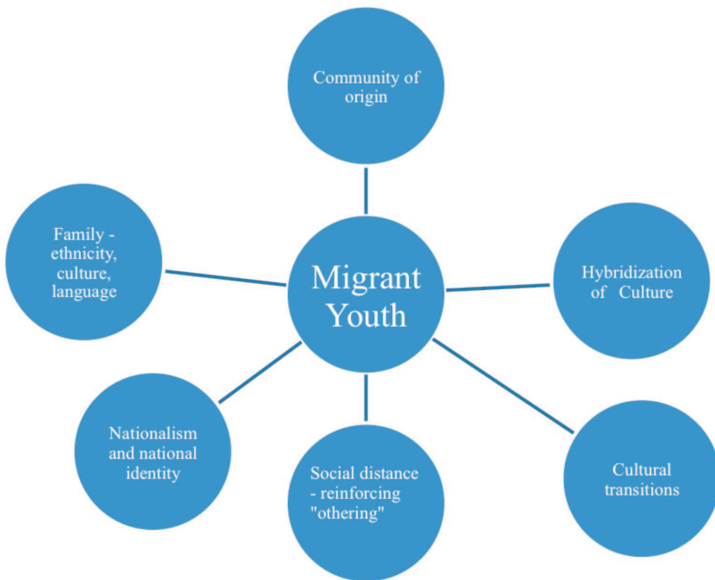 Community of
origin
Family -
ethnicity,
culture,
language
Migrant
Youth
Hybridization
of Culture
Nationalism
and national
identity
Social distance
- reinforcing
"othering"
Cultural
transitions